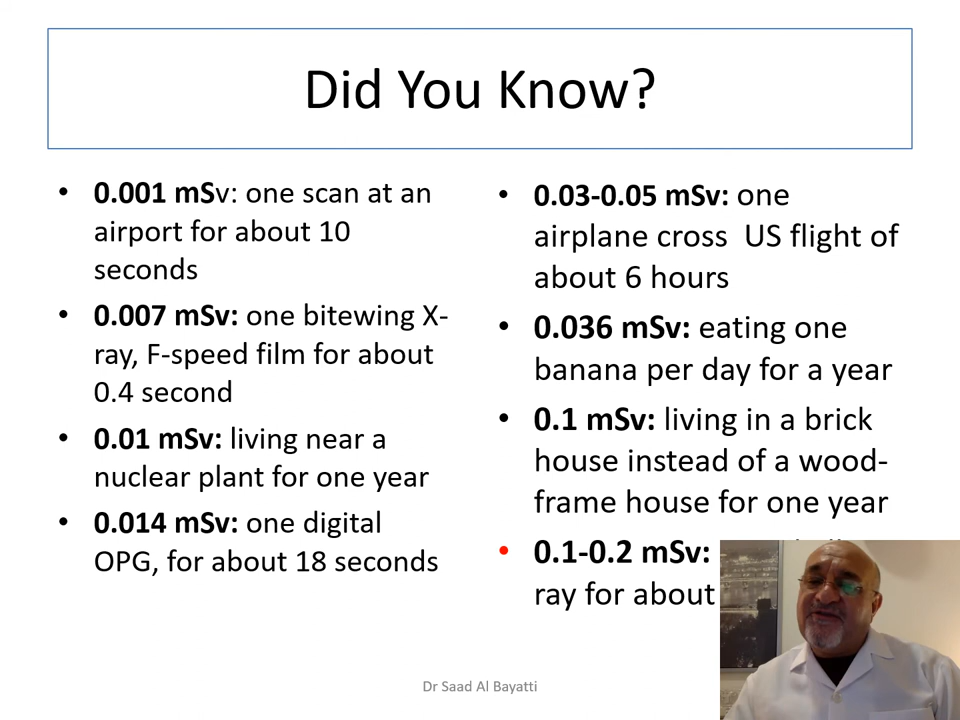 Did You Know?
• 0.001 mSv: one scan at an
airport for about 10
seconds
• 0.007 mSv: one bitewing X-
ray, F-speed film for about
0.4 second
• 0.01 mSv: living near a
nuclear plant for one year
• 0.014 mSv: one digital
OPG, for about 18 seconds
• 0.03-0.05 mSv: one
airplane cross US flight of
about 6 hours
• 0.036 mSv: eating one
banana per day for a year
• 0.1 mSv: living in a brick
house instead of a wood-
frame house for one year
• 0.1-0.2 mSv:
ray for about
Dr Saad Al Bayatti